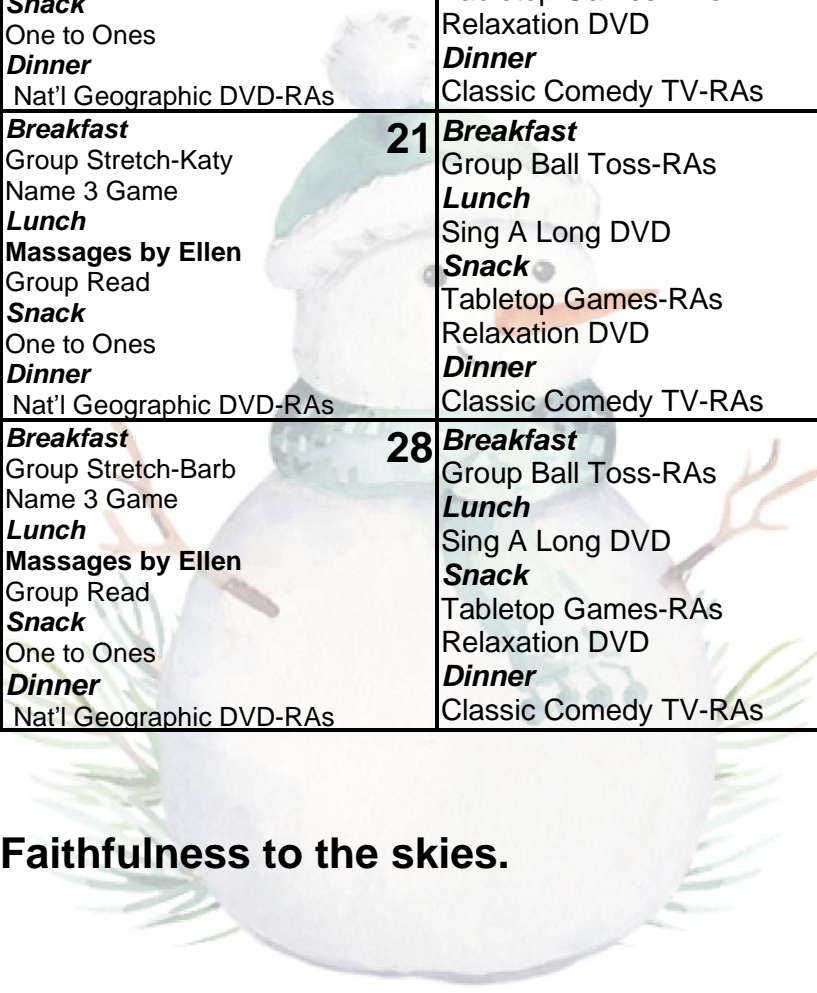 Snack
One to Ones
Dinner
Nat'l Geographic DVD-RAs
Relaxation DVD
Dinner
Classic Comedy TV-RAs
21
Breakfast
Group Stretch-Katy
Name 3 Game
Lunch
Massages by Ellen
Group Read
Snack
One to Ones
Dinner
Nat'l Geographic DVD-RAs
Breakfast
Group Ball Toss-RAs
Lunch
Sing A Long DVD
Snack
Tabletop Games-RAs
Relaxation DVD
Dinner
Classic Comedy TV-RAs
28
Breakfast
Group Stretch-Barb
Name 3 Game
Lunch
Massages by Ellen
Group Read
Snack
One to Ones
Dinner
Nat'l Geographic DVD-RAs
Breakfast
Group Ball Toss-RAs
Lunch
Sing A Long DVD
Snack
Tabletop Games-RAs
Relaxation DVD
Dinner
Classic Comedy TV-RAs
Faithfulness to the skies.